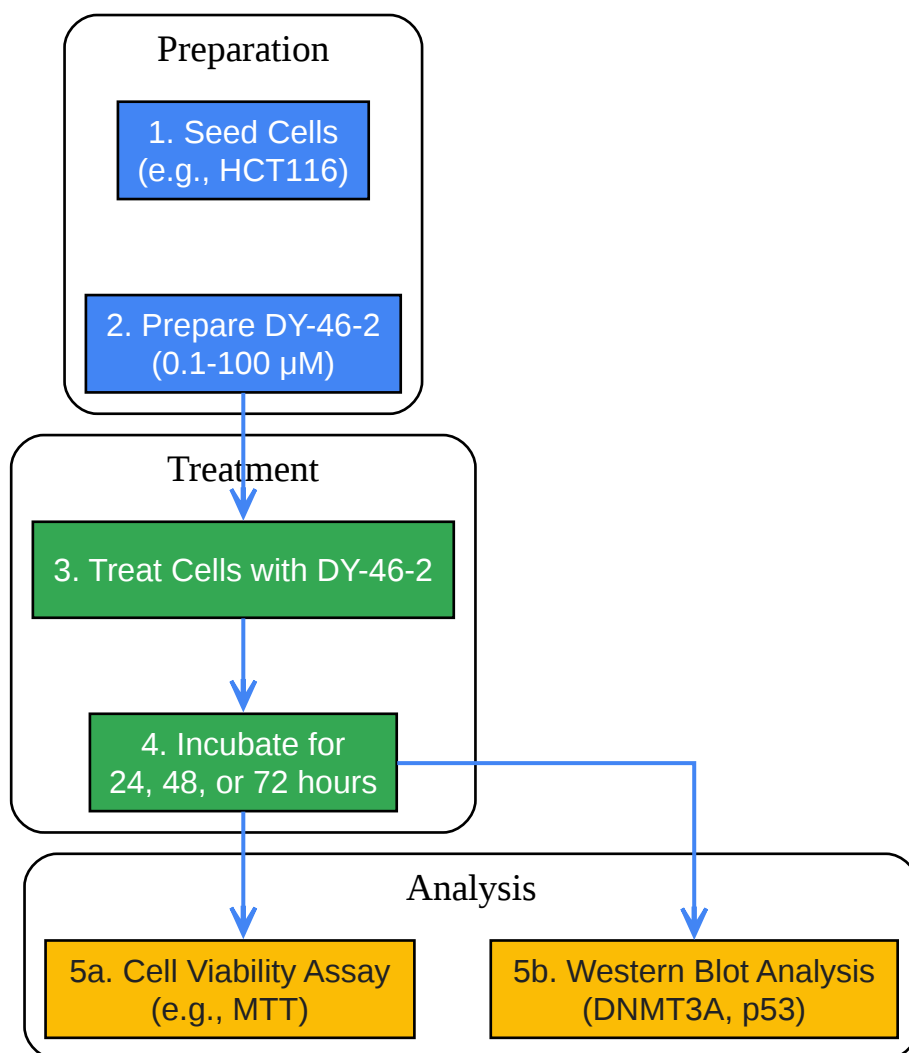 Preparation
1. Seed Cells
(e.g., HCT116)
2. Prepare DY-46-2
(0.1-100 μM)
Treatment
3. Treat Cells with DY-46-2
4. Incubate for
24, 48, or 72 hours
Analysis
5a. Cell Viability Assay
(e.g., MTT)
5b. Western Blot Analysis
(DNMT3A, p53)